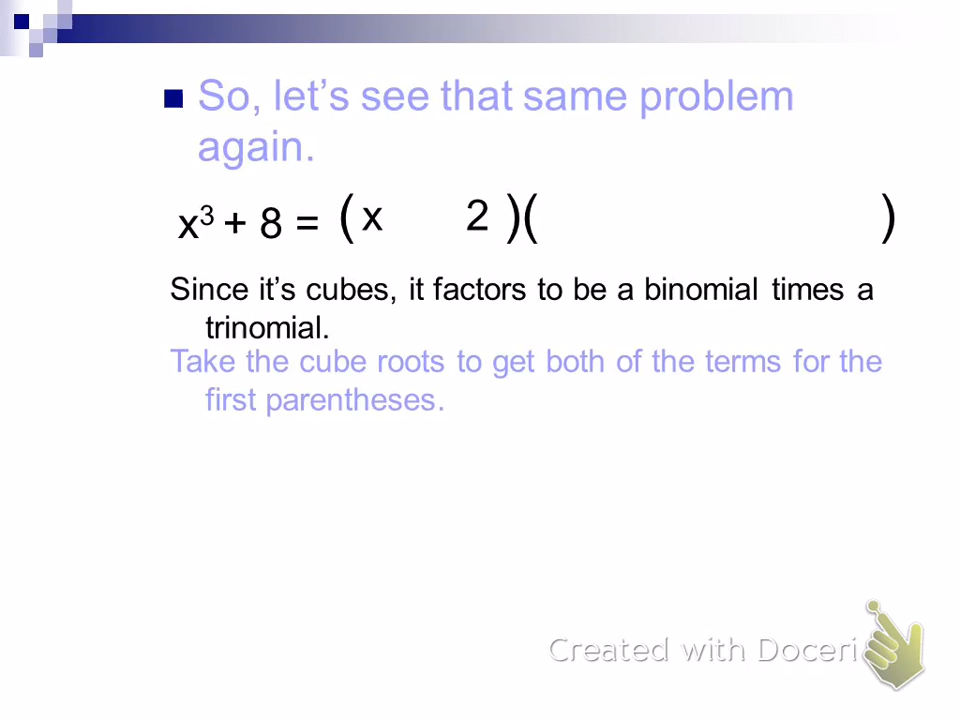 So, let’s see that same problem
again.
x³ + 8 = ( x 2 )( )
Since it’s cubes, it factors to be a binomial times a
trinomial.
Take the cube roots to get both of the terms for the
first parentheses.
Created with Doceri